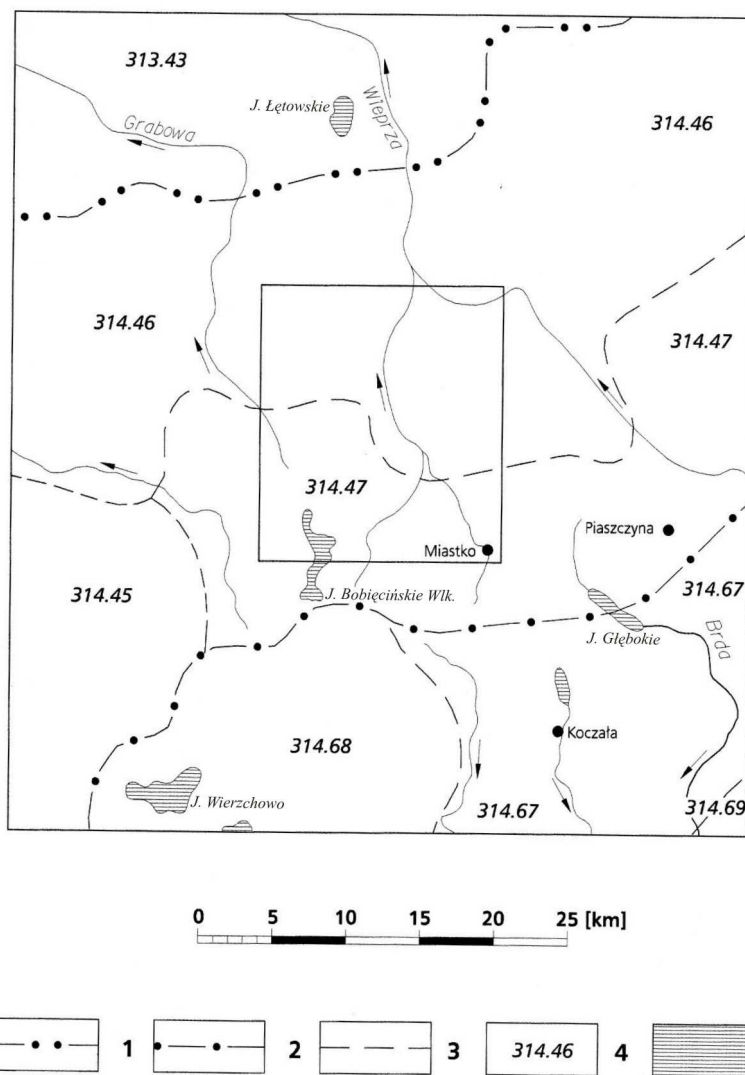 313.43
J. Łętowskie
Grabowa
Wieprza
314.46
314.46
314.47
314.47
Miastko
Piaszczyna
J. Bobięcińskie Wlk.
314.45
314.67
J. Głębokie
Brda
Koczała
314.68
J. Wierzchowo
314.67
314.69
0 5 10 15 20 25 [km]
1 2 3 314.46 4